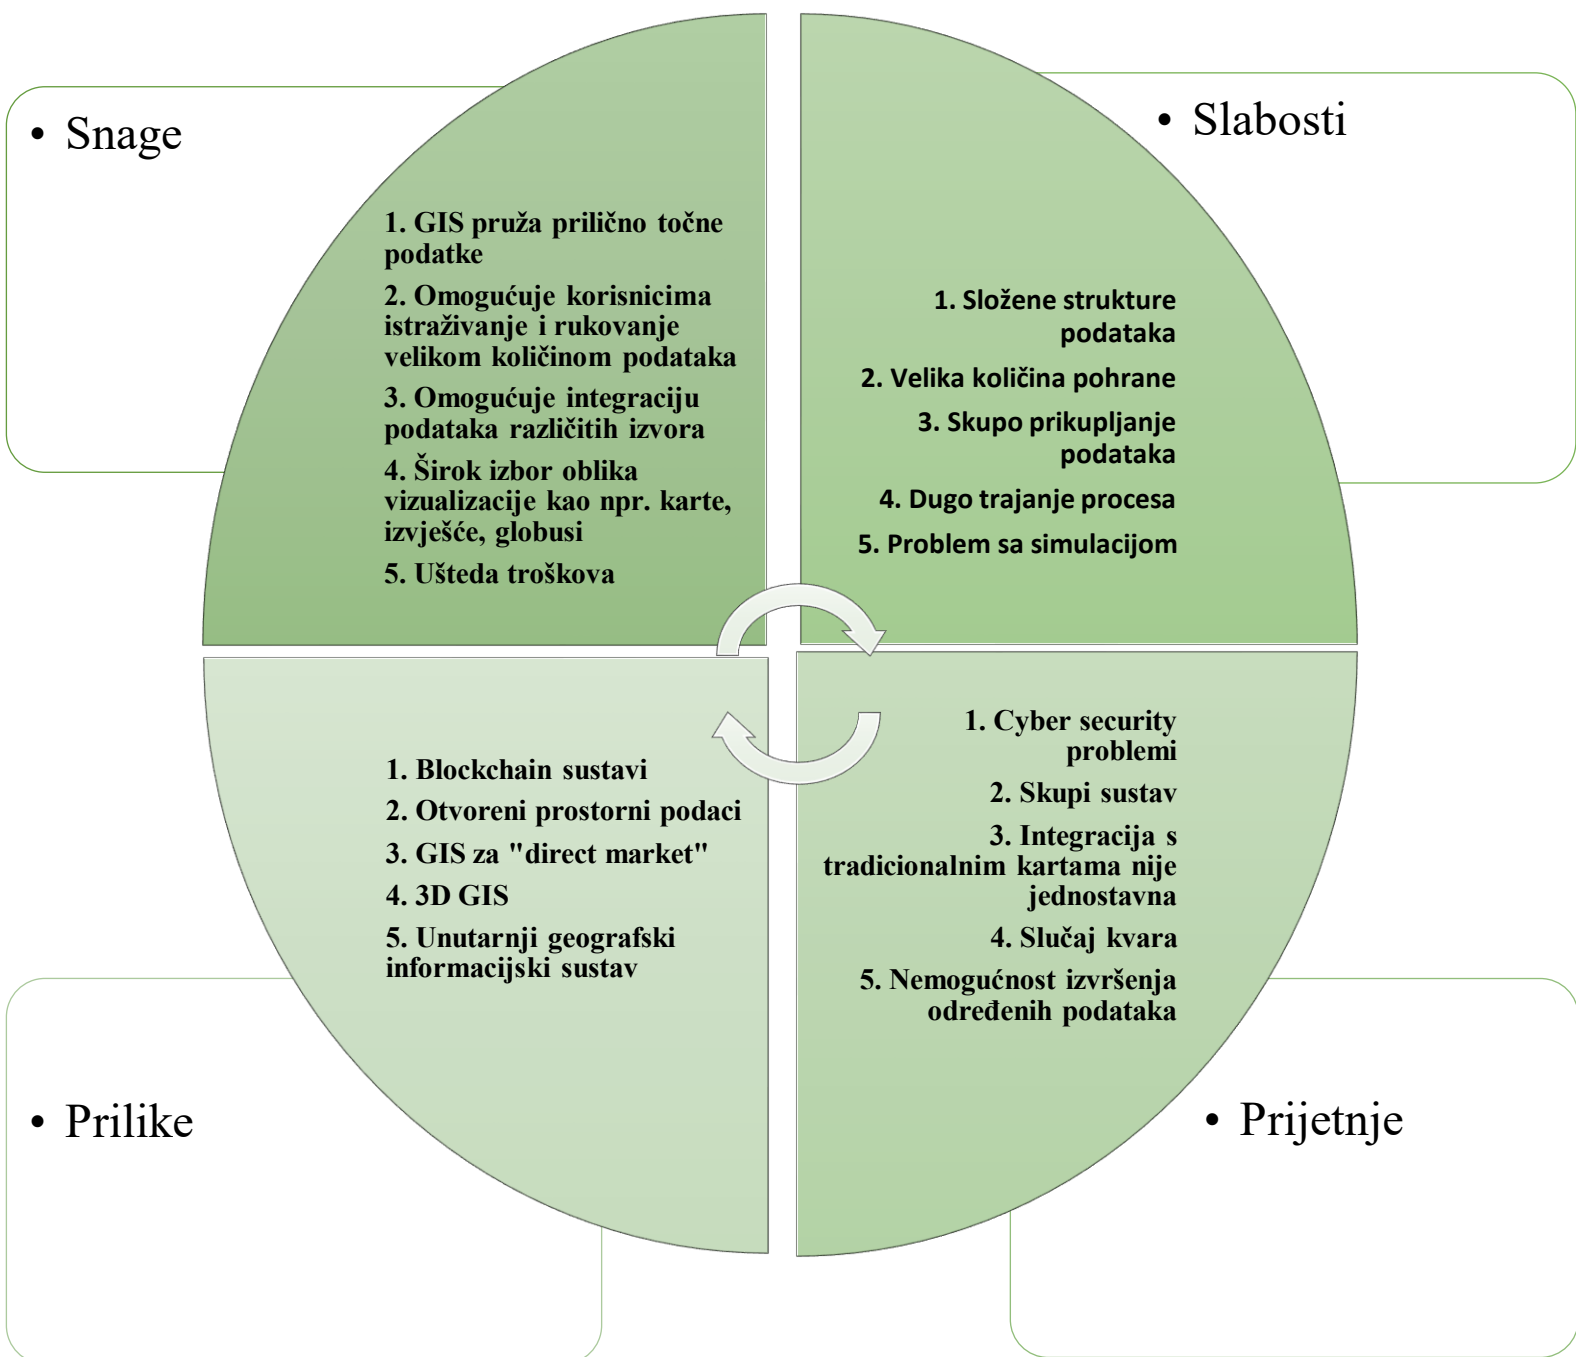 • Snage
1. GIS pruža prilično točne
podatke
2. Omogućuje korisnicima
istraživanje i rukovanje
velikom količinom podataka
3. Omogućuje integraciju
podataka različitih izvora
4. Širok izbor oblika
vizualizacije kao npr. karte,
izvješće, globusi
5. Ušteda troškova
• Slabosti
1. Složene strukture
podataka
2. Velika količina pohrane
3. Skupo prikupljanje
podataka
4. Dugo trajanje procesa
5. Problem sa simulacijom
• Prilike
1. Blockchain sustavi
2. Otvoreni prostorni podaci
3. GIS za "direct market"
4. 3D GIS
5. Unutarnji geografski
informacijski sustav
• Prijetnje
1. Cyber security
problemi
2. Skupi sustav
3. Integracija s
tradicionalnim kartama nije
jednostavna
4. Slučaj kvara
5. Nemogućnost izvršenja
određenih podataka